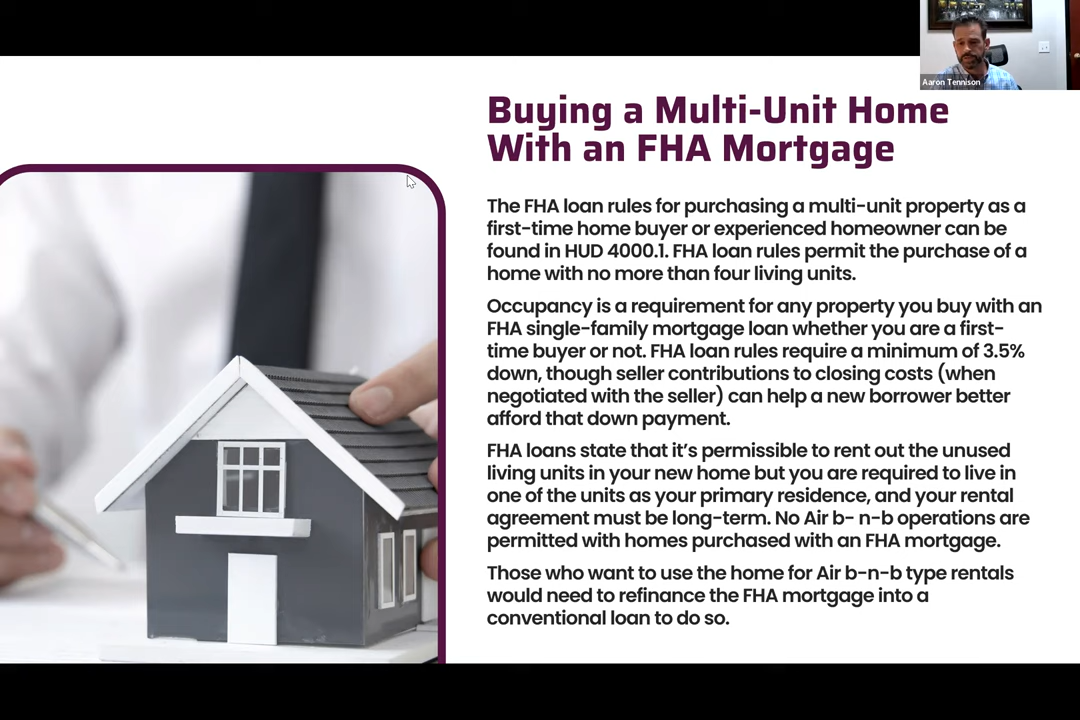 Aaron Tennison
Buying a Multi-Unit Home
With an FHA Mortgage
The FHA loan rules for purchasing a multi-unit property as a
first-time home buyer or experienced homeowner can be
found in HUD 4000.1. FHA loan rules permit the purchase of a
home with no more than four living units.
Occupancy is a requirement for any property you buy with an
FHA single-family mortgage loan whether you are a first-
time buyer or not. FHA loan rules require a minimum of 3.5%
down, though seller contributions to closing costs (when
negotiated with the seller) can help a new borrower better
afford that down payment.
FHA loans state that it's permissible to rent out the unused
living units in your new home but you are required to live in
one of the units as your primary residence, and your rental
agreement must be long-term. No Air b- n-b operations are
permitted with homes purchased with an FHA mortgage.
Those who want to use the home for Air b-n-b type rentals
would need to refinance the FHA mortgage into a
conventional loan to do so.